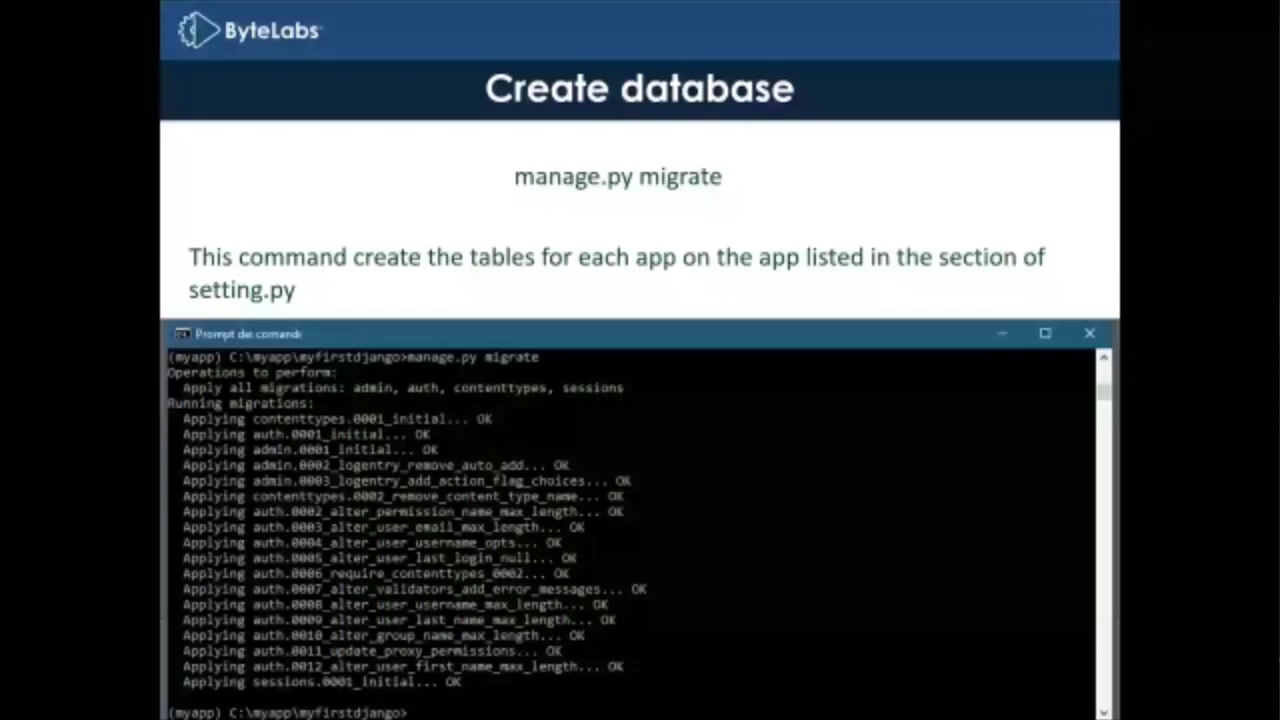 ByteLabs
Create database
manage.py migrate
This command create the tables for each app on the app listed in the section of
setting.py
Prompt dei comandi
(myapp) C:\myapp\myfirstdjango>manage.py migrate
Operations to perform:
Apply all migrations: admin, auth, contenttypes, sessions
Running migrations:
Applying contenttypes.0001_initial... OK
Applying auth.0001_initial... OK
Applying admin.0001_initial... OK
Applying admin.0002_logentry_remove_auto_add... OK
Applying admin.0003_logentry_add_action_flag_choices... OK
Applying contenttypes.0002_remove_content_type_name... OK
Applying auth.0002_alter_permission_name_max_length... OK
Applying auth.0003_alter_user_email_max_length... OK
Applying auth.0004_alter_user_username_opts... OK
Applying auth.0005_alter_user_last_login_null... OK
Applying auth.0006_require_contenttypes_0002... OK
Applying auth.0007_alter_validators_add_error_messages... OK
Applying auth.0008_alter_user_username_max_length... OK
Applying auth.0009_alter_user_last_name_max_length... OK
Applying auth.0010_alter_group_name_max_length... OK
Applying auth.0011_update_proxy_permissions... OK
Applying auth.0012_alter_user_first_name_max_length... OK
Applying sessions.0001_initial... OK
(myapp) C:\myapp\myfirstdjango>